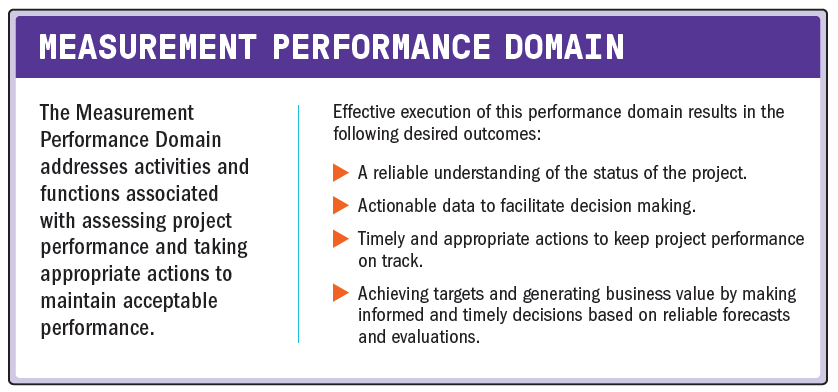 MEASUREMENT PERFORMANCE DOMAIN
The Measurement
Performance Domain
addresses activities and
functions associated
with assessing project
performance and taking
appropriate actions to
maintain acceptable
performance.
Effective execution of this performance domain results in the
following desired outcomes:
A reliable understanding of the status of the project.
Actionable data to facilitate decision making.
Timely and appropriate actions to keep project performance
on track.
Achieving targets and generating business value by making
informed and timely decisions based on reliable forecasts
and evaluations.